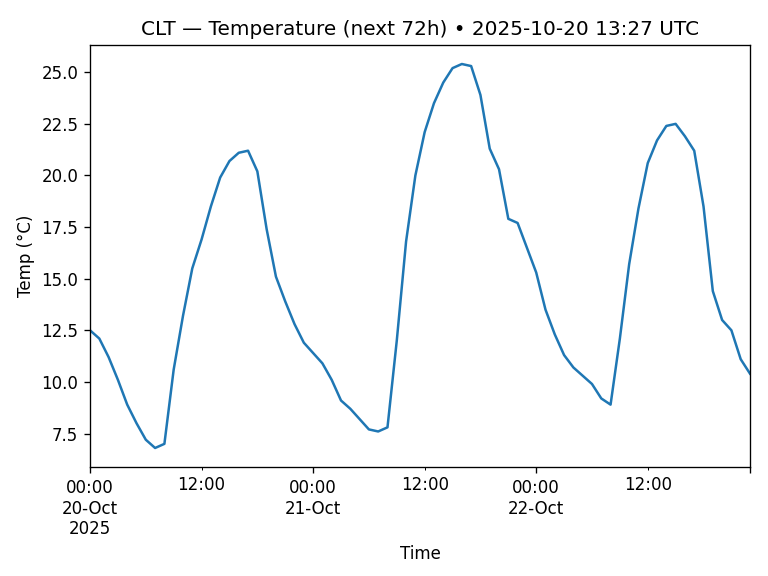 CLT — Temperature (next 72h) • 2025-10-20 13:27 UTC
Temp (°C)
25.0
22.5
20.0
17.5
15.0
12.5
10.0
7.5
00:00 12:00 00:00 12:00 00:00 12:00
20-Oct 21-Oct 22-Oct
2025
Time